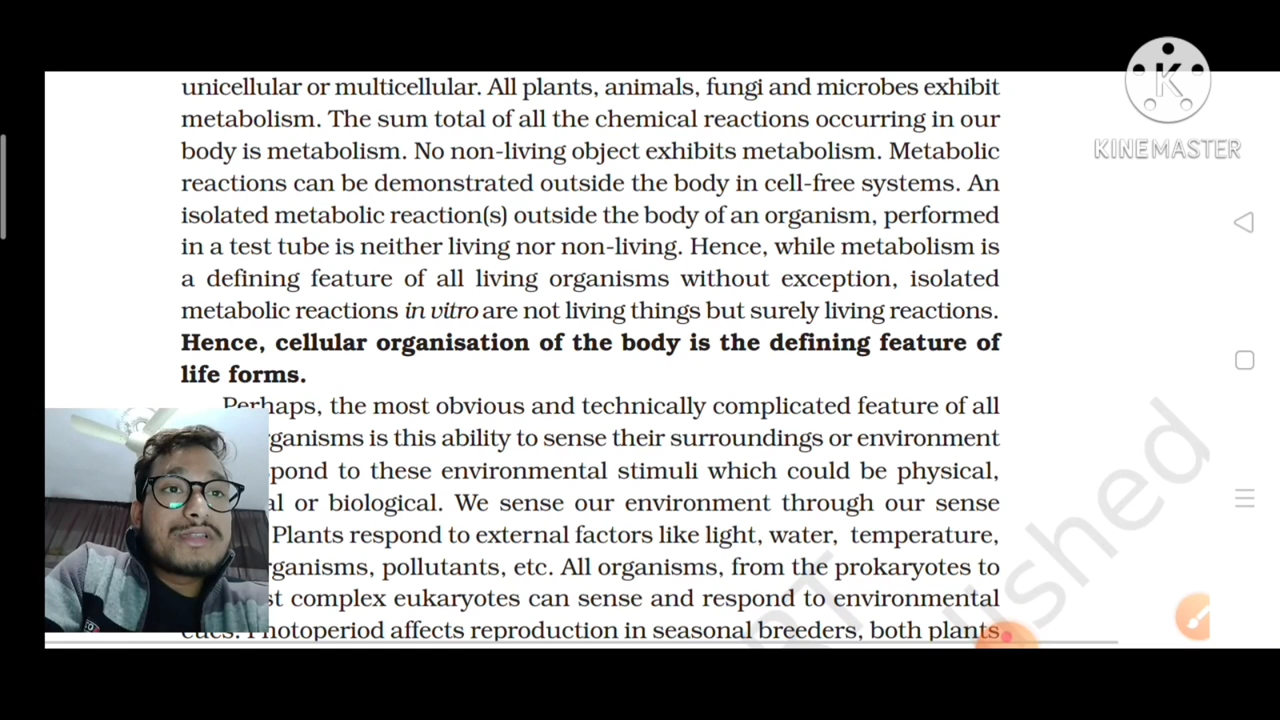 unicellular or multicellular. All plants, animals, fungi and microbes exhibit
metabolism. The sum total of all the chemical reactions occurring in our
body is metabolism. No non-living object exhibits metabolism. Metabolic
reactions can be demonstrated outside the body in cell-free systems. An
isolated metabolic reaction(s) outside the body of an organism, performed
in a test tube is neither living nor non-living. Hence, while metabolism is
a defining feature of all living organisms without exception, isolated
metabolic reactions in vitro are not living things but surely living reactions.
Hence, cellular organisation of the body is the defining feature of
life forms.
Perhaps, the most obvious and technically complicated feature of all
is this ability to sense their surroundings or environment
to these environmental stimuli which could be physical,
or biological. We sense our environment through our sense
Plants respond to external factors like light, water, temperature,
pollutants, etc. All organisms, from the prokaryotes to
complex eukaryotes can sense and respond to environmental
affects reproduction in seasonal breeders, both plants
K
KINEMASTER